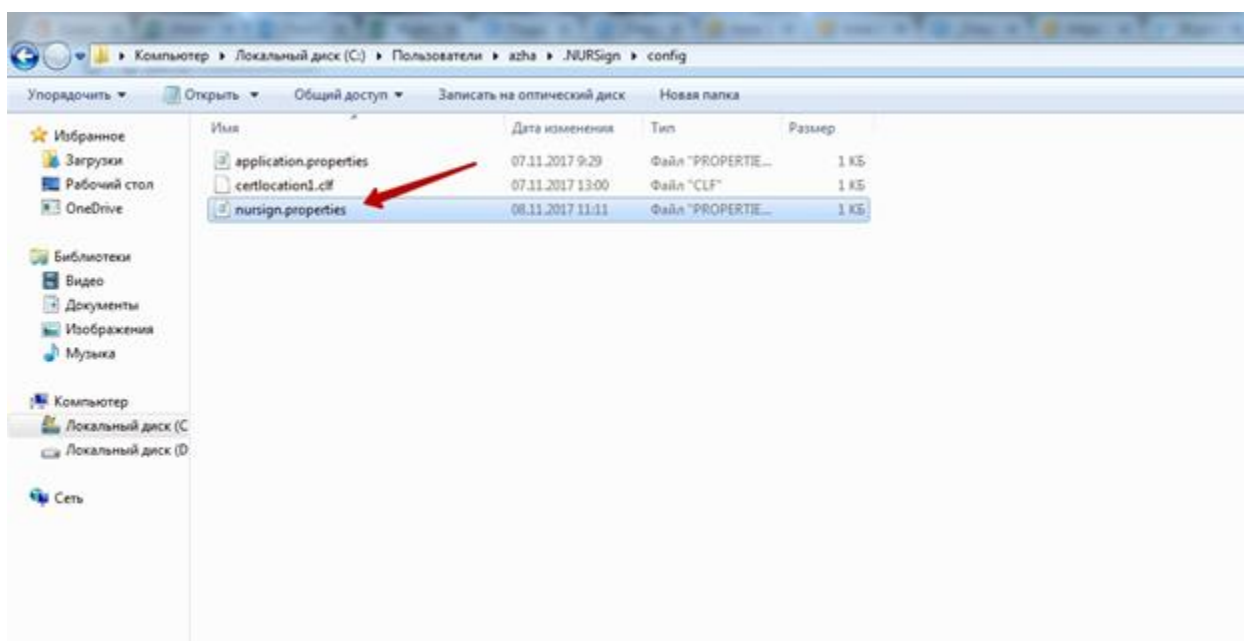 Компьютер ▸ Локальный диск (C:) ▸ Пользователи ▸ azha ▸ .NURSign ▸ config
Упорядочить Открыть Общий доступ Записать на оптический диск Новая папка
Имя Дата изменения Тип Размер
Избранное
Загрузки
Рабочий стол
OneDrive
Библиотеки
Видео
Документы
Изображения
Музыка
Компьютер
Локальный диск (C
Локальный диск (D
Сеть
application.properties 07.11.2017 9:29 Файл "PROPERTIE... 1 КБ
certlocation1.clf 07.11.2017 13:00 Файл "CLF" 1 КБ
nursign.properties 08.11.2017 11:11 Файл "PROPERTIE... 1 КБ